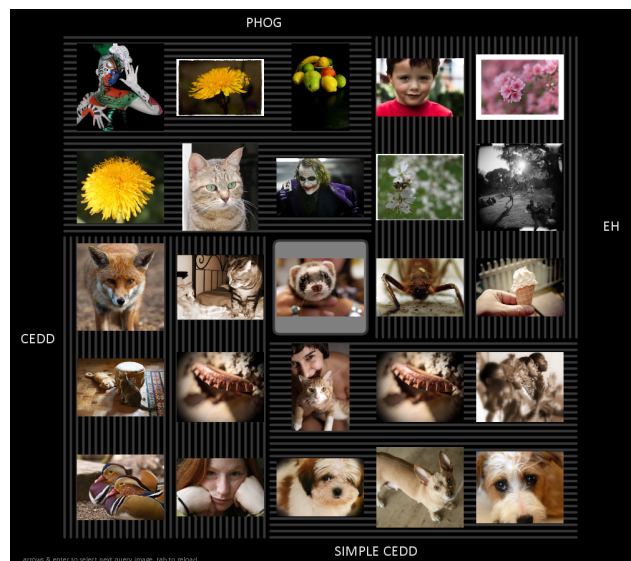 PHOG
EH
CEDD
SIMPLE CEDD
arrows & enter to select next query image, tab to reload